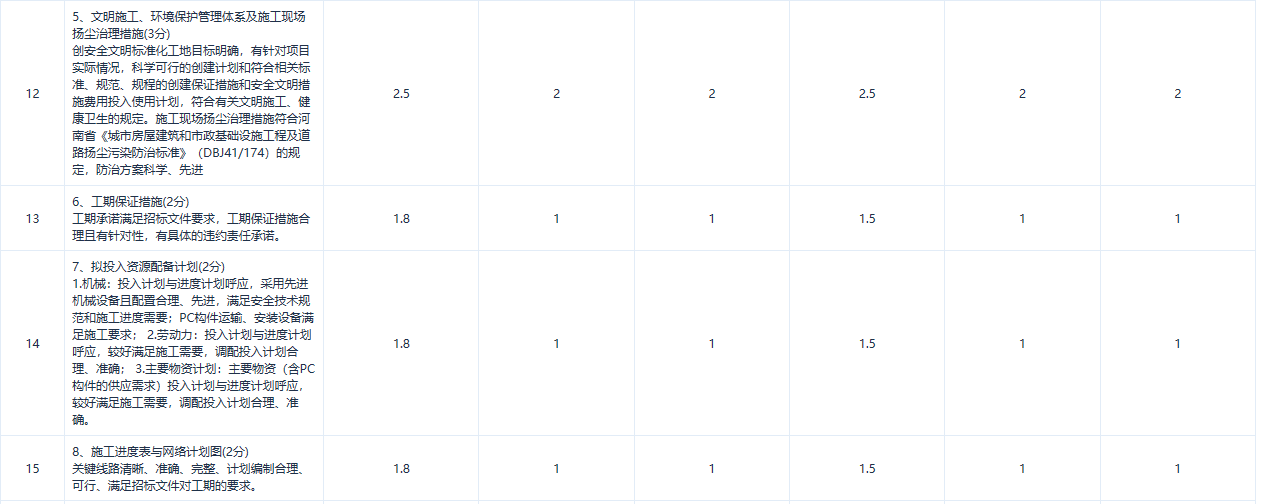 5、文明施工、环境保护管理体系及施工现场
扬尘治理措施(3分)
创安全文明标准化工地目标明确，有针对项目
实际情况，科学可行的创建计划和符合相关标
12 准、规范、规程的创建保证措施和安全文明措 2.5 2 2 2.5 2 2
施费用投入使用计划，符合有关文明施工、健
康卫生的规定。施工现场扬尘治理措施符合河
南省《城市房屋建筑和市政基础设施工程及道
路扬尘污染防治标准》（DBJ41/174）的规
定，防治方案科学、先进
6、工期保证措施(2分)
13 工期承诺满足招标文件要求，工期保证措施合 1.8 1 1 1.5 1 1
理且有针对性，有具体的违约责任承诺。
7、拟投入资源配备计划(2分)
1.机械：投入计划与进度计划呼应，采用先进
机械设备且配置合理、先进，满足安全技术规
范和施工进度需要；PC构件运输、安装设备满
足施工要求； 2.劳动力：投入计划与进度计划
14 呼应，较好满足施工需要，调配投入计划合 1.8 1 1 1.5 1 1
理、准确； 3.主要物资计划：主要物资（含PC
构件的供应需求）投入计划与进度计划呼应，
较好满足施工需要，调配投入计划合理、准
确。
8、施工进度表与网络计划图(2分)
15 关键线路清晰、准确、完整、计划编制合理、 1.8 1 1 1.5 1 1
可行、满足招标文件对工期的要求。